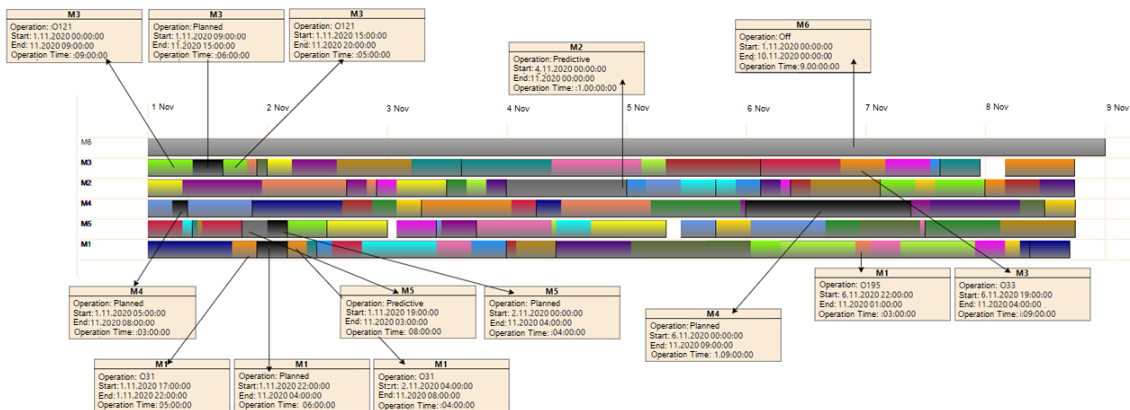 M3
Operation: :O121
Start: 1.11.2020 00:00:00
End: 11.2020 09:00:00
Operation Time: :09:00:00
M3
Operation: Planned
Start: 1.11.2020 09:00:00
End: 11.2020 15:00:00
Operation Time: :06:00:00
M3
Operation: O121
Start: 1.11.2020 15:00:00
End: 11.2020 20:00:00
Operation Time: :05:00:00
M2
Operation: Predictive
Start: 4.11.2020 00:00:00
End:11.2020 00:00:00
Operation Time: :1.00:00:00
M6
Operation: Off
Start: 1.11.2020 00:00:00
End:10.11.2020 00:00:00
Operation Time:9.00:00:00
1 Nov
2 Nov
3 Nov
4 Nov
5 Nov
6 Nov
7 Nov
8 Nov
9 Nov
M6
M3
M2
M4
M5
M1
M4
Operation: Planned
Start: 1.11.2020 05:00:00
End:11.2020 08:00:00
Operation Time: :03:00:00
M5
Operation: Predictive
Start: 1.11.2020 19:00:00
End: 11.2020 03:00:00
Operation Time: 08:00:00
M5
Operation: Planned
Start: 2.11.2020 00:00:00
End:11.2020 04:00:00
Operation Time: :04:00:00
M4
Operation: Planned
Start: 6.11.2020 00:00:00
End: 11.2020 09:00:00
Operation Time: :1.09:00:00
M1
Operation: O195
Start: 6.11.2020 22:00:00
End: 11.2020 01:00:00
Operation Time: :03:00:00
M3
Operation: O33
Start: 6.11.2020 19:00:00
End: 11.2020 04:00:00
Operation Time: :09:00:00
M1
Operation: O31
Start:1.11.2020 17:00:00
End:1.11.2020 22:00:00
Operation Time: 05:00:00
M1
Operation: Planned
Start:1.11.2020 22:00:00
End:11.2020 04:00:00
Operation Time: 06:00:00
M1
Operation: O31
Start: 2.11.2020 04:00:00
End:11.2020 08:00:00
Operation Time: :04:00:00